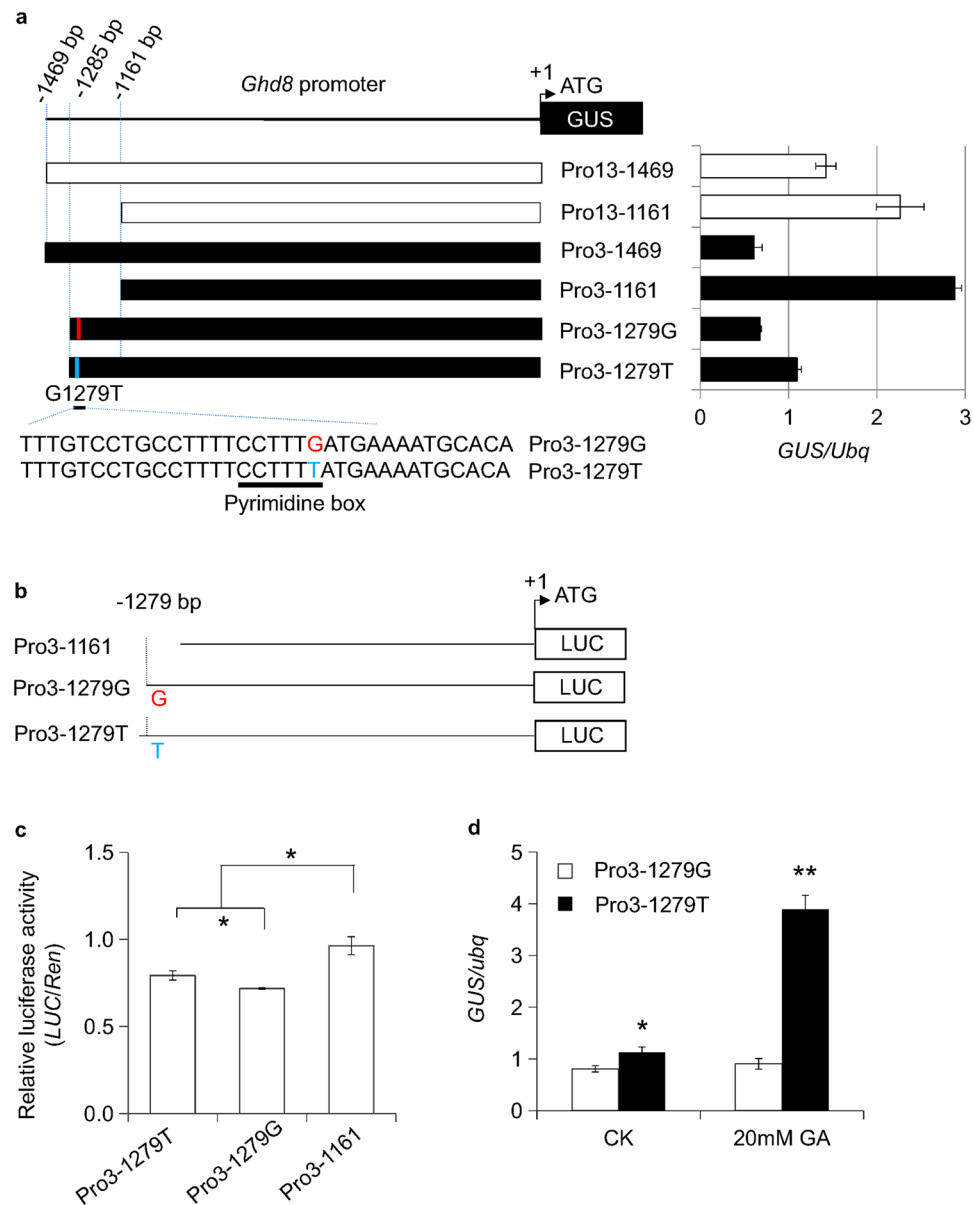 a
-1469 bp
-1285 bp
-1161 bp
Ghd8 promoter
+1
ATG
GUS
Pro13-1469
Pro13-1161
Pro3-1469
Pro3-1161
Pro3-1279G
Pro3-1279T
0 1 2 3
GUS/Ubq
G1279T
TTTGTCCTGCCTTTTCCTTTGATGAAAATGCACA Pro3-1279G
TTTGTCCTGCCTTTTCCTTTTATGAAAATGCACA Pro3-1279T
Pyrimidine box
b
-1279 bp
+1
ATG
Pro3-1161
LUC
Pro3-1279G
G
LUC
Pro3-1279T
T
LUC
c
Relative luciferase activity
(LUC/Ren)
1.5
1.0
0.5
0.0
*
*
Pro3-1279T
Pro3-1279G
Pro3-1161
d
GUS/ubq
5
4
3
2
1
0
Pro3-1279G
Pro3-1279T
*
**
CK
20mM GA